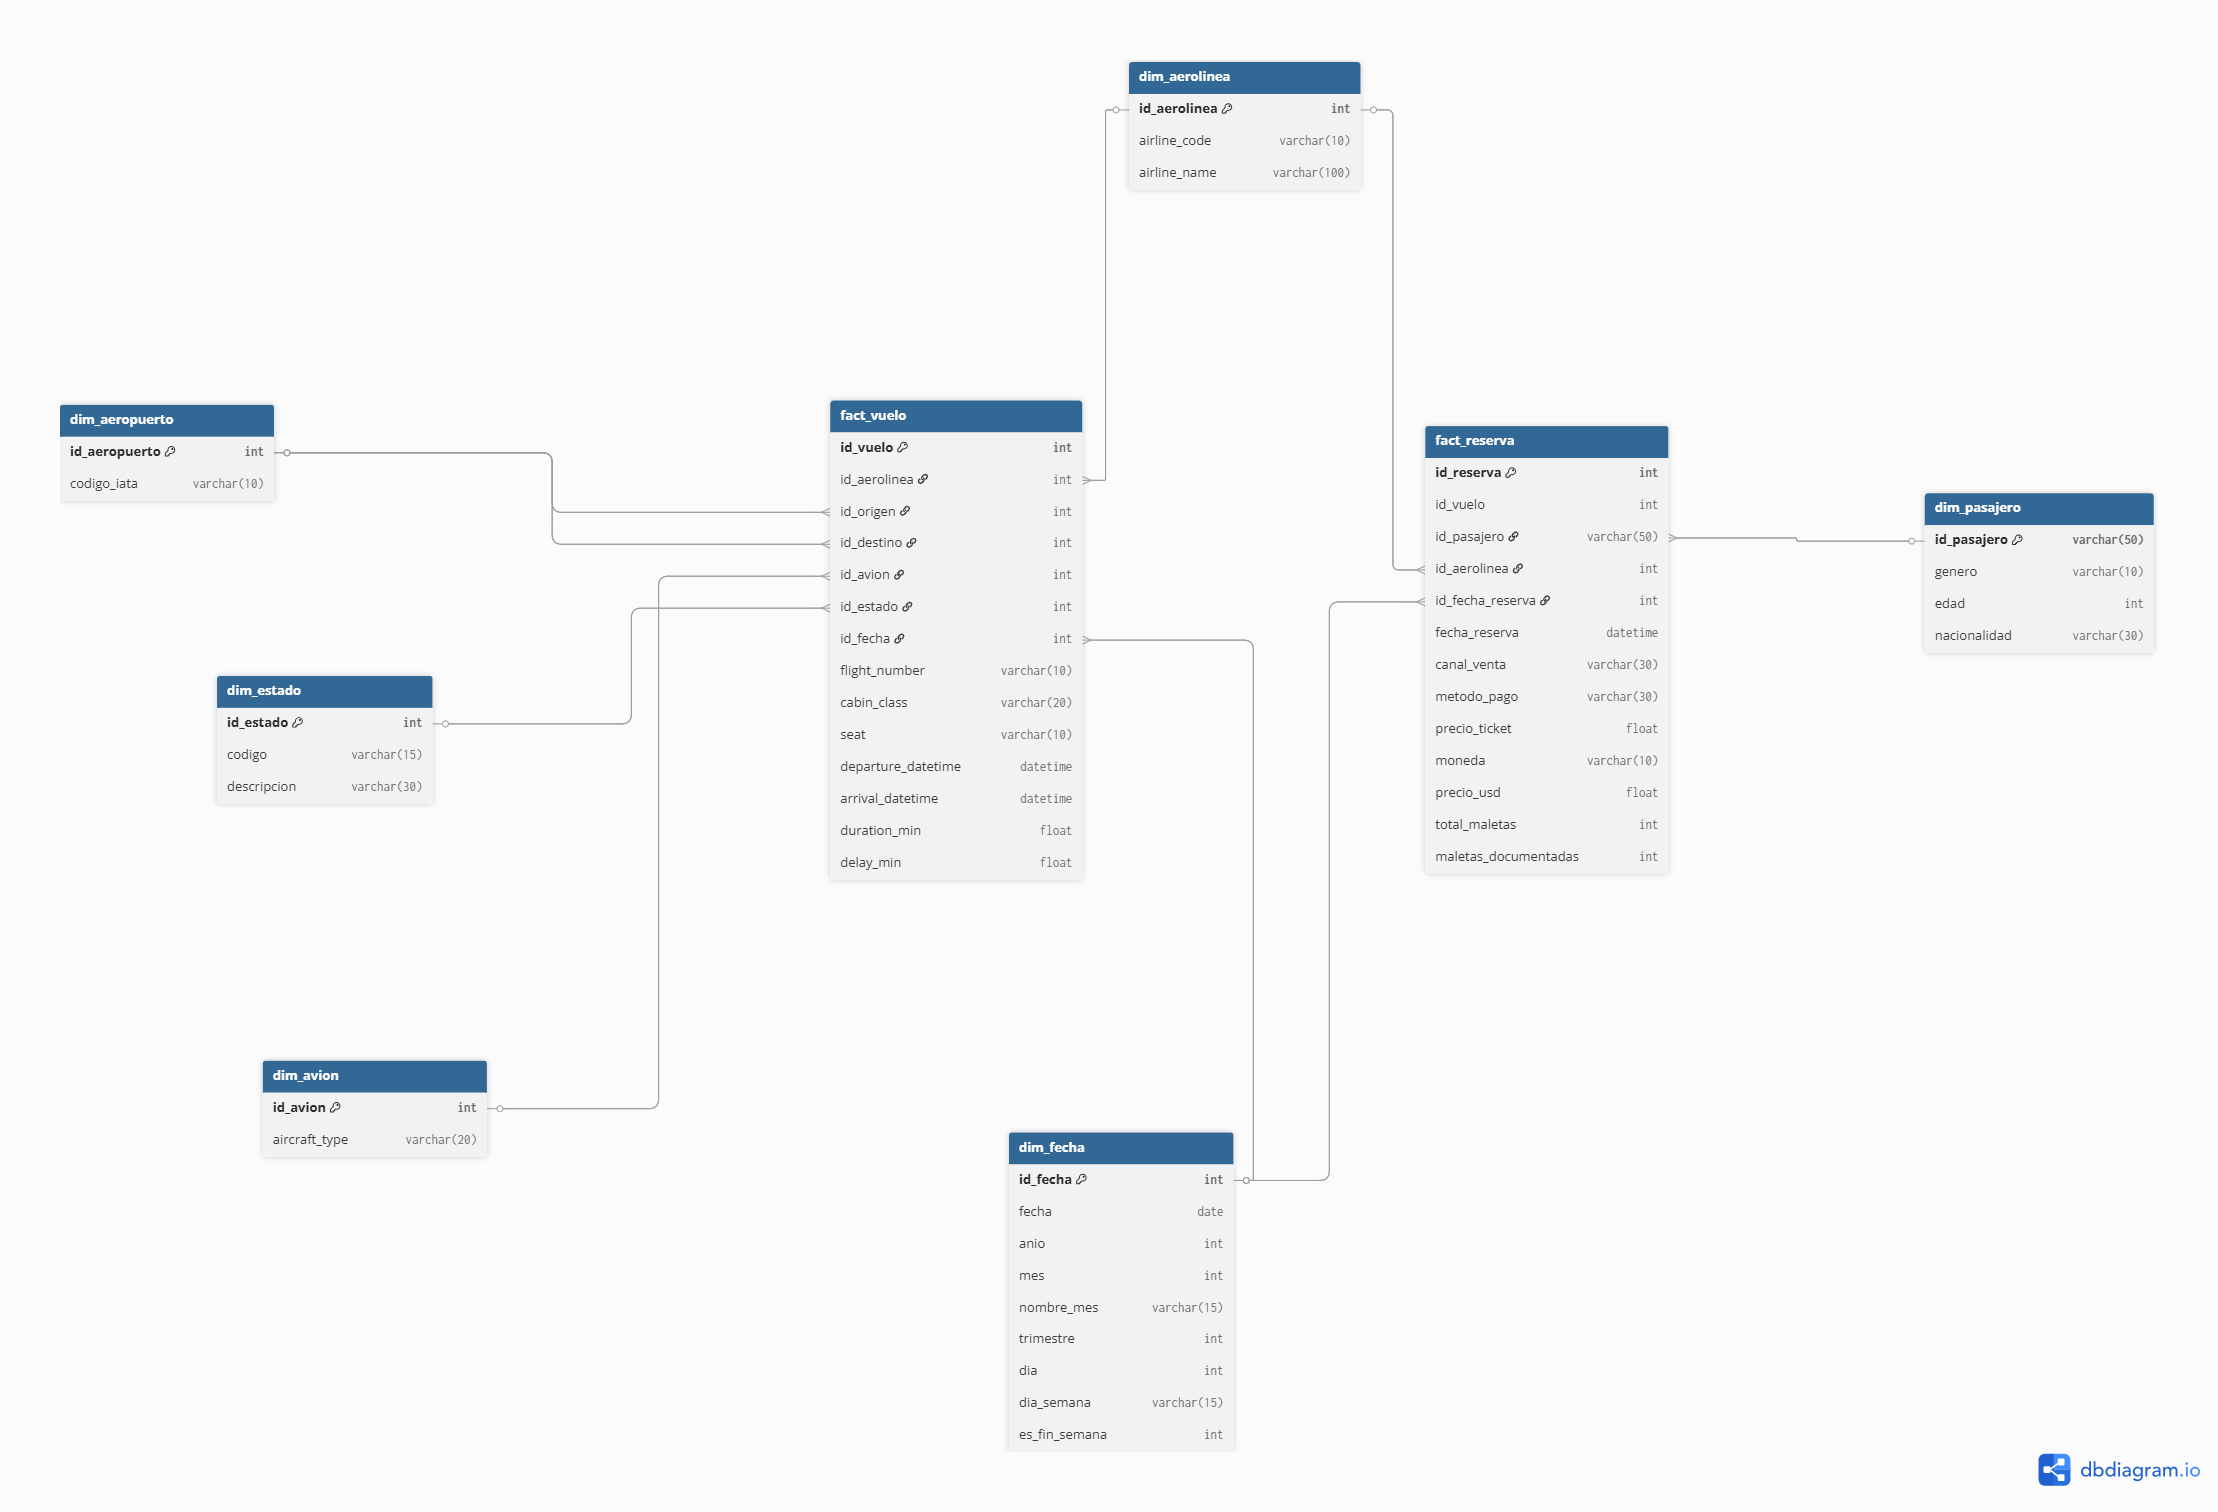 dim_aerolinea
id_aerolinea int
airline_code varchar(10)
airline_name varchar(100)
dim_aeropuerto
id_aeropuerto int
codigo_iata varchar(10)
fact_vuelo
id_vuelo int
id_aerolinea int
id_origen int
id_destino int
id_avion int
id_estado int
id_fecha int
flight_number varchar(10)
cabin_class varchar(20)
seat varchar(10)
departure_datetime datetime
arrival_datetime datetime
duration_min float
delay_min float
fact_reserva
id_reserva int
id_vuelo int
id_pasajero varchar(50)
id_aerolinea int
id_fecha_reserva int
fecha_reserva datetime
canal_venta varchar(30)
metodo_pago varchar(30)
precio_ticket float
moneda varchar(10)
precio_usd float
total_maletas int
maletas_documentadas int
dim_pasajero
id_pasajero varchar(50)
genero varchar(10)
edad int
nacionalidad varchar(30)
dim_estado
id_estado int
codigo varchar(15)
descripcion varchar(30)
dim_avion
id_avion int
aircraft_type varchar(20)
dim_fecha
id_fecha int
fecha date
anio int
mes int
nombre_mes varchar(15)
trimestre int
dia int
dia_semana varchar(15)
es_fin_semana int
dbdiagram.io